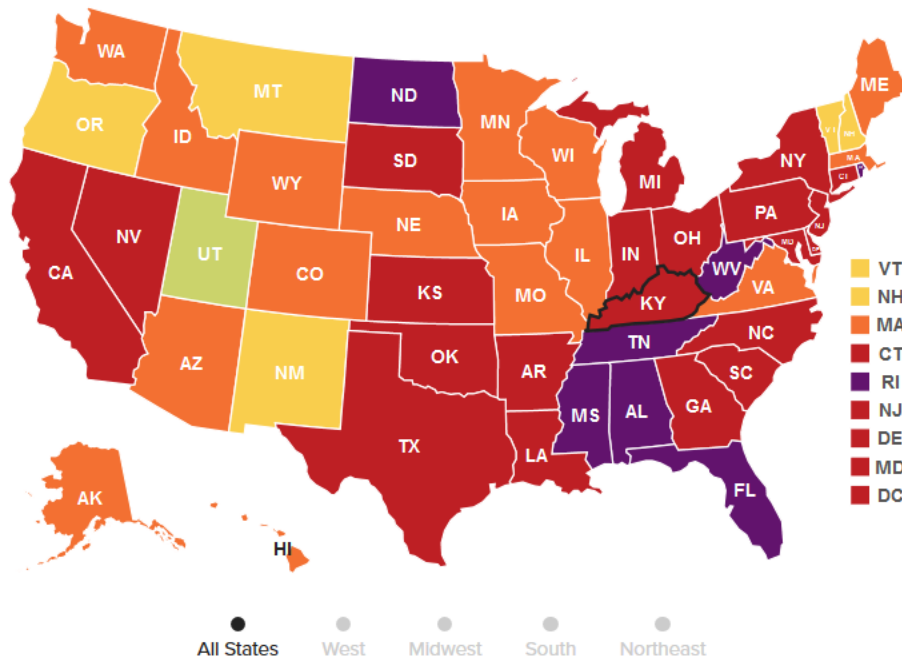 WA
ME
MT
ND
VT
NH
OR
MN
ID
WI
MA
SD
NY
WY
MI
CT
IA
PA
NE
NJ
NV
OH
IL
IN
UT
MD
DE
CA
CO
WV
VT
KS
MO
VA
NH
KY
MA
NC
TN
CT
OK
AZ
NM
AR
SC
RI
GA
MS
AL
NJ
TX
LA
DE
MD
FL
AK
DC
HI
All States
West
Midwest
South
Northeast